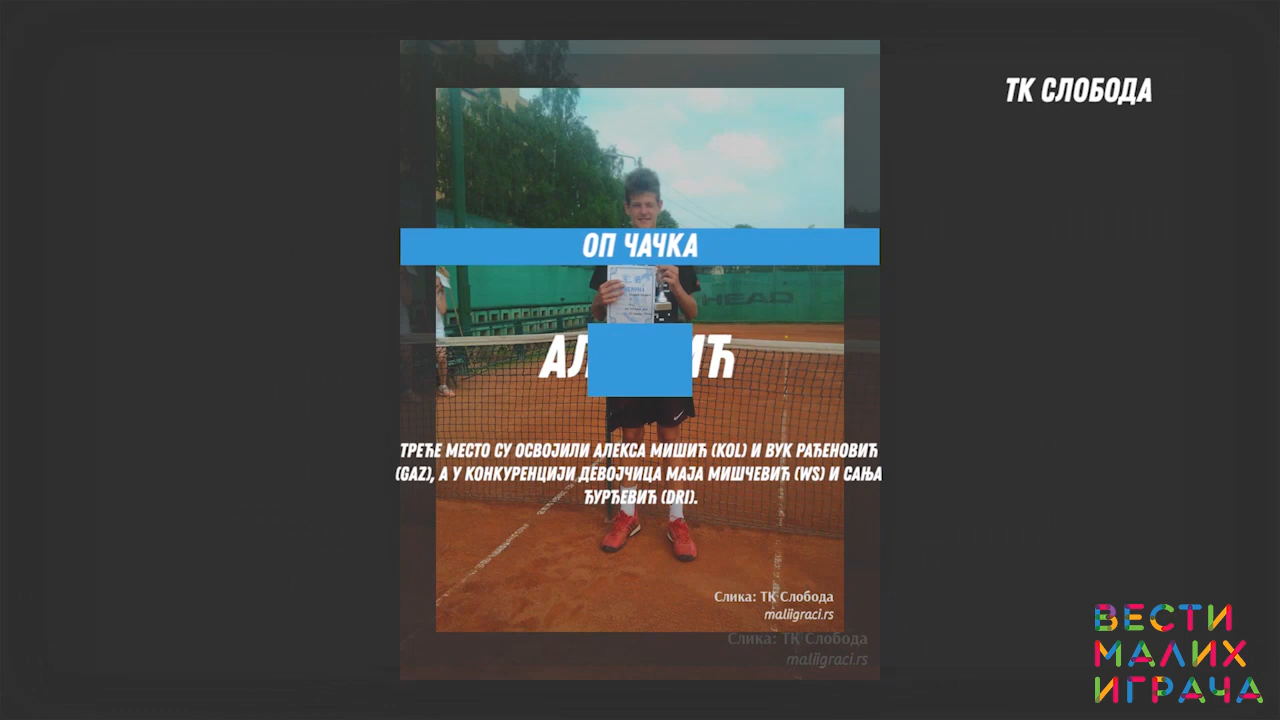 ТК СЛОБОДА
ОП ЧАЧКА
ТРЕЋЕ МЕСТО СУ ОСВОЈИЛИ АЛЕКСА МИШИЋ (KOL) И ВУК РАЂЕНОВИЋ
(GAZ), А У КОНКУРЕНЦИЈИ ДЕВОЈЧИЦА МАЈА МИШЧЕВИЋ (WS) И САЊА
ЂУРЂЕВИЋ (DRI).
Слика: ТК Слобода
maliigraci.rs
Слика: ТК Слобода
maliigraci.rs
ВЕСТИ
МАЛИХ
ИГРАЧА